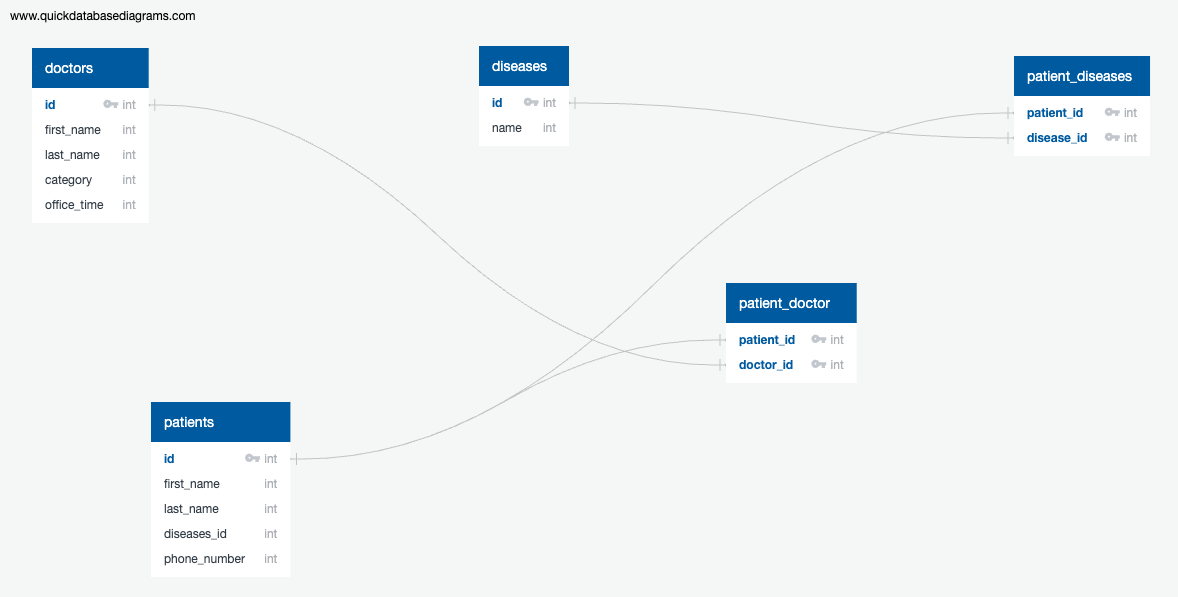 www.quickdatabasediagrams.com
doctors
id int
first_name int
last_name int
category int
office_time int
diseases
id int
name int
patient_diseases
patient_id int
disease_id int
patient_doctor
patient_id int
doctor_id int
patients
id int
first_name int
last_name int
diseases_id int
phone_number int